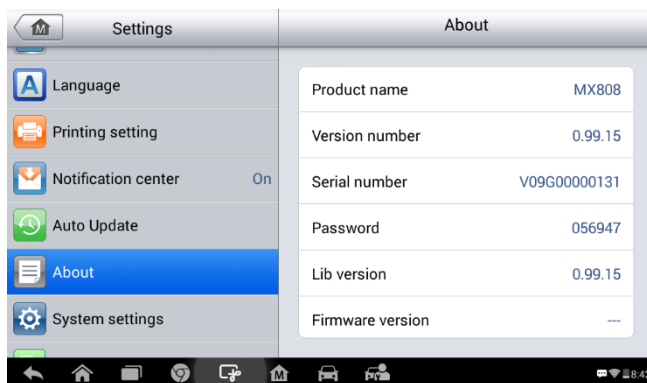 Settings
About
Language
Printing setting
Notification center On
Auto Update
About
System settings
Product name MX808
Version number 0.99.15
Serial number V09G00000131
Password 056947
Lib version 0.99.15
Firmware version ---